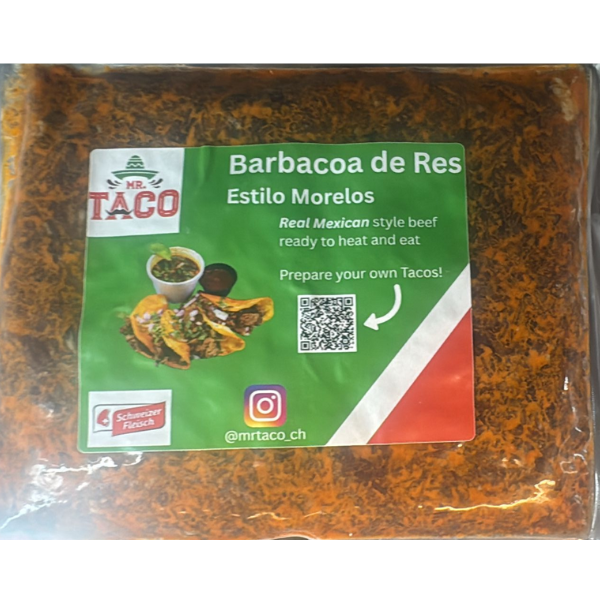 MR.
TACO
Barbacoa de Res
Estilo Morelos
Real Mexican style beef
ready to heat and eat
Prepare your own Tacos!
Schweizer
Fleisch
@mrtaco_ch